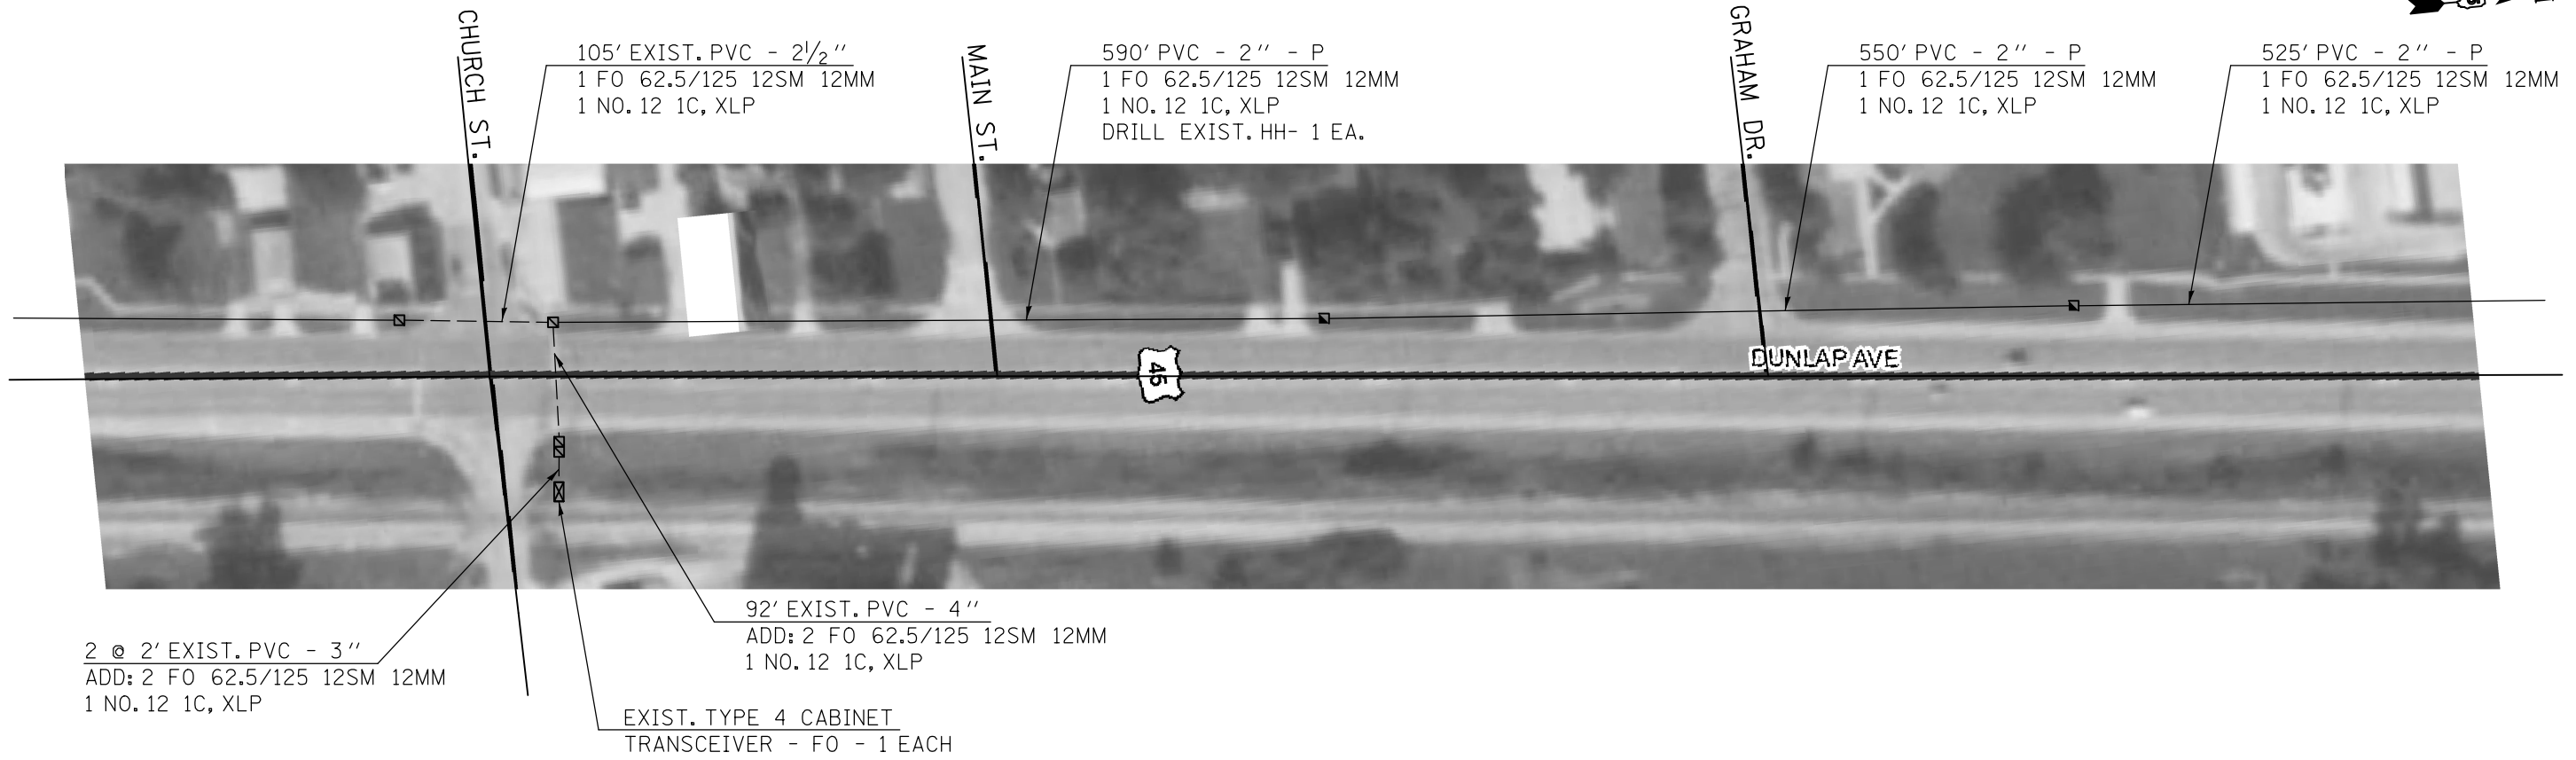 CHURCH ST.
105' EXIST. PVC - 2 1/2"
1 FO 62.5/125 12SM 12MM
1 NO. 12 1C, XLP
MAIN ST.
590' PVC - 2" - P
1 FO 62.5/125 12SM 12MM
1 NO. 12 1C, XLP
DRILL EXIST. HH- 1 EA.
GRAHAM DR.
550' PVC - 2" - P
1 FO 62.5/125 12SM 12MM
1 NO. 12 1C, XLP
525' PVC - 2" - P
1 FO 62.5/125 12SM 12MM
1 NO. 12 1C, XLP
DUNLAP AVE
45
92' EXIST. PVC - 4"
ADD: 2 FO 62.5/125 12SM 12MM
1 NO. 12 1C, XLP
2 @ 2' EXIST. PVC - 3"
ADD: 2 FO 62.5/125 12SM 12MM
1 NO. 12 1C, XLP
EXIST. TYPE 4 CABINET
TRANSCEIVER - FO - 1 EACH